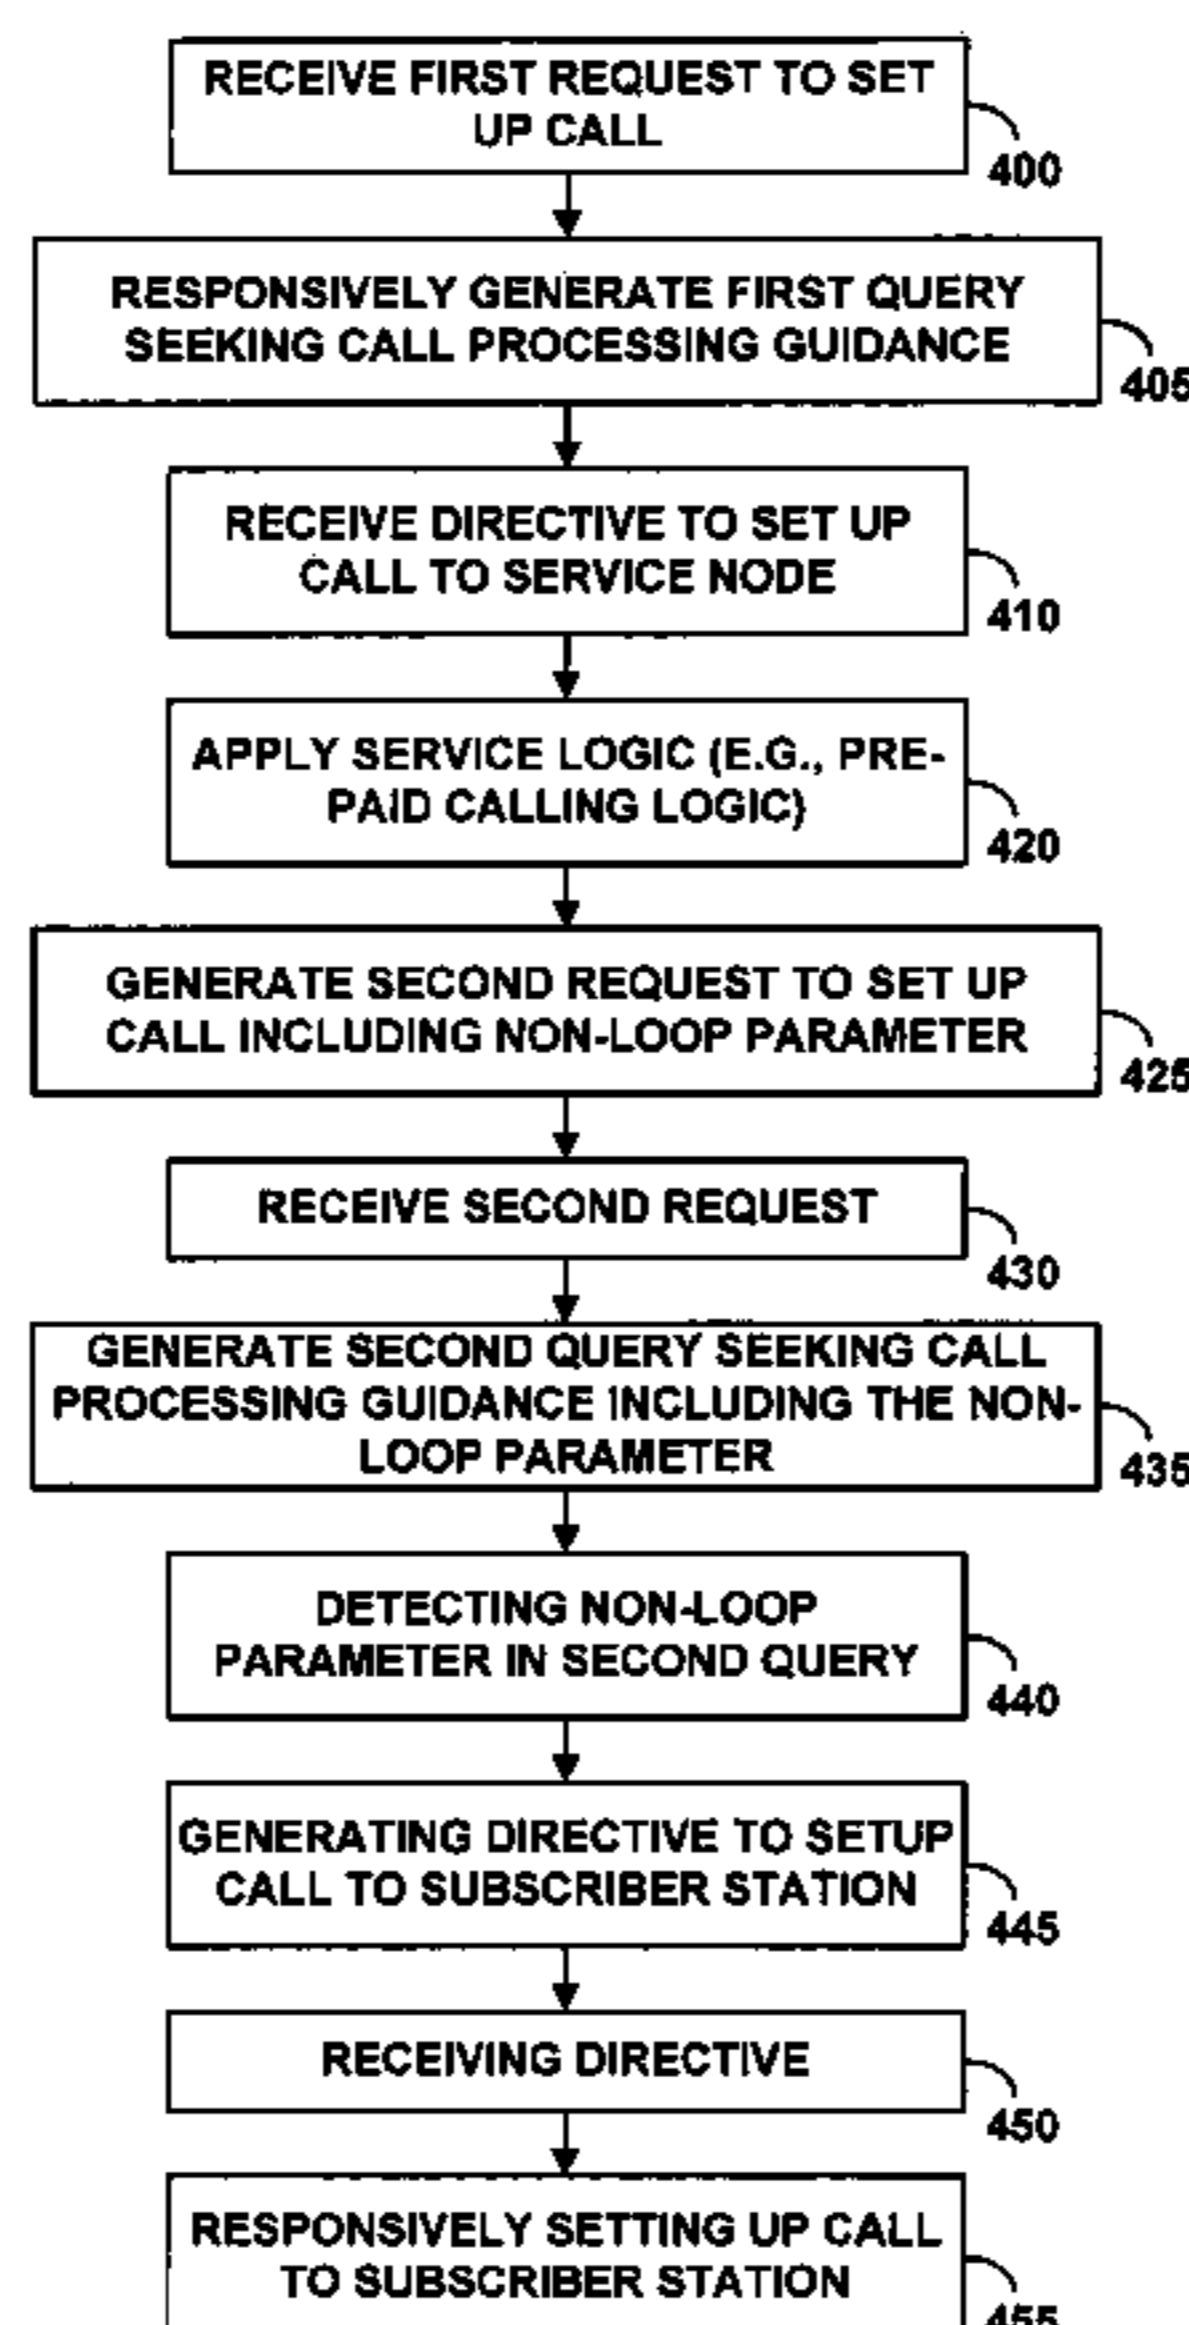 RECEIVE FIRST REQUEST TO SET
UP CALL
400
RESPONSIVELY GENERATE FIRST QUERY
SEEKING CALL PROCESSING GUIDANCE
405
RECEIVE DIRECTIVE TO SET UP
CALL TO SERVICE NODE
410
APPLY SERVICE LOGIC (E.G., PRE-
PAID CALLING LOGIC)
420
GENERATE SECOND REQUEST TO SET UP
CALL INCLUDING NON-LOOP PARAMETER
425
RECEIVE SECOND REQUEST
430
GENERATE SECOND QUERY SEEKING CALL
PROCESSING GUIDANCE INCLUDING THE NON-
LOOP PARAMETER
435
DETECTING NON-LOOP
PARAMETER IN SECOND QUERY
440
GENERATING DIRECTIVE TO SETUP
CALL TO SUBSCRIBER STATION
445
RECEIVING DIRECTIVE
450
RESPONSIVELY SETTING UP CALL
TO SUBSCRIBER STATION
455